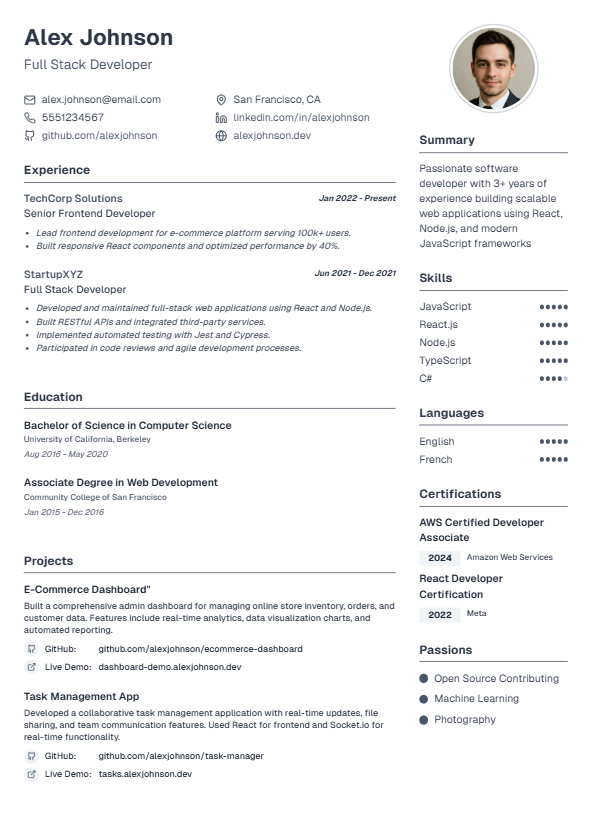 Alex Johnson
Full Stack Developer
alex.johnson@email.com
San Francisco, CA
5551234567
linkedin.com/in/alexjohnson
github.com/alexjohnson
alexjohnson.dev
Experience
TechCorp Solutions
Jan 2022 - Present
Senior Frontend Developer
• Lead frontend development for e-commerce platform serving 100k+ users.
• Built responsive React components and optimized performance by 40%.
StartupXYZ
Jun 2021 - Dec 2021
Full Stack Developer
• Developed and maintained full-stack web applications using React and Node.js.
• Built RESTful APIs and integrated third-party services.
• Implemented automated testing with Jest and Cypress.
• Participated in code reviews and agile development processes.
Education
Bachelor of Science in Computer Science
University of California, Berkeley
Aug 2016 - May 2020
Associate Degree in Web Development
Community College of San Francisco
Jan 2015 - Dec 2016
Projects
E-Commerce Dashboard"
Built a comprehensive admin dashboard for managing online store inventory, orders, and
customer data. Features include real-time analytics, data visualization charts, and
automated reporting.
GitHub: github.com/alexjohnson/ecommerce-dashboard
Live Demo: dashboard-demo.alexjohnson.dev
Task Management App
Developed a collaborative task management application with real-time updates, file
sharing, and team communication features. Used React for frontend and Socket.io for
real-time functionality.
GitHub: github.com/alexjohnson/task-manager
Live Demo: tasks.alexjohnson.dev
Summary
Passionate software
developer with 3+ years of
experience building scalable
web applications using React,
Node.js, and modern
JavaScript frameworks
Skills
JavaScript
React.js
Node.js
TypeScript
C#
Languages
English
French
Certifications
AWS Certified Developer
Associate
2024 Amazon Web Services
React Developer
Certification
2022 Meta
Passions
Open Source Contributing
Machine Learning
Photography